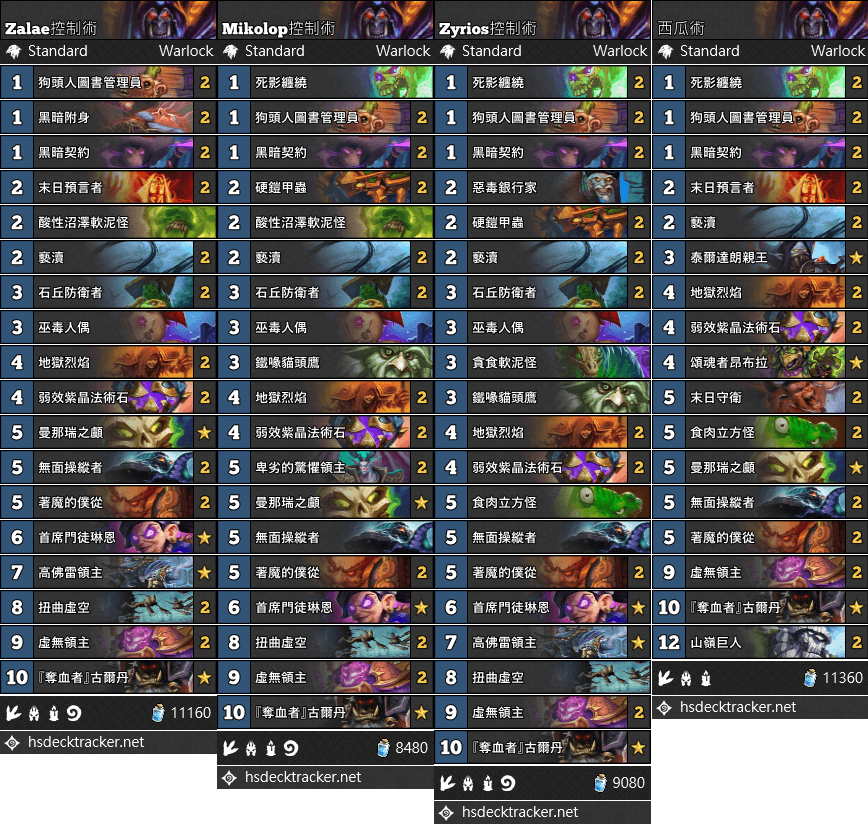 Zalae控制術
Standard Warlock
1 狗頭人圖書管理員 2
1 黑暗附身 2
1 黑暗契約 2
2 末日預言者 2
2 酸性沼澤軟泥怪
2 褻瀆 2
3 石丘防衛者 2
3 巫毒人偶
4 地獄烈焰 2
4 弱效紫晶法術石 2
5 曼那瑞之顱 ★
5 無面操縱者 2
5 著魔的僕從 2
6 首席門徒琳恩 ★
7 高佛雷領主 ★
8 扭曲虛空 2
9 虛無領主 2
10 『奪血者』古爾丹 ★
11160
hsdecktracker.net
Mikolop控制術
Standard Warlock
1 死影纏繞
1 狗頭人圖書管理員 2
1 黑暗契約 2
2 硬鎧甲蟲 2
2 酸性沼澤軟泥怪
2 褻瀆 2
3 石丘防衛者 2
3 巫毒人偶 2
3 鐵喙貓頭鷹
4 地獄烈焰 2
4 弱效紫晶法術石 2
5 卑劣的驚懼領主 2
5 曼那瑞之顱 ★
5 無面操縱者
5 著魔的僕從 2
6 首席門徒琳恩 ★
8 扭曲虛空 2
9 虛無領主 2
10 『奪血者』古爾丹 ★
8480
hsdecktracker.net
Zyrios控制術
Standard Warlock
1 死影纏繞 2
1 狗頭人圖書管理員 2
1 黑暗契約 2
2 惡毒銀行家
2 硬鎧甲蟲 2
2 褻瀆 2
3 石丘防衛者 2
3 巫毒人偶
3 貪食軟泥怪
3 鐵喙貓頭鷹
4 地獄烈焰 2
4 弱效紫晶法術石 2
5 食肉立方怪
5 無面操縱者
5 著魔的僕從 2
6 首席門徒琳恩 ★
7 高佛雷領主 ★
8 扭曲虛空
9 虛無領主 2
10 『奪血者』古爾丹 ★
9080
hsdecktracker.net
西瓜術
Standard Warlock
1 死影纏繞 2
1 狗頭人圖書管理員 2
1 黑暗契約 2
2 末日預言者 2
2 褻瀆 2
3 泰爾達朗親王 ★
4 地獄烈焰 2
4 弱效紫晶法術石 2
4 頌魂者昂布拉 ★
5 末日守衛 2
5 食肉立方怪 2
5 曼那瑞之顱 ★
5 無面操縱者 2
5 著魔的僕從 2
9 虛無領主 2
10 『奪血者』古爾丹 ★
12 山嶺巨人 2
11360
hsdecktracker.net